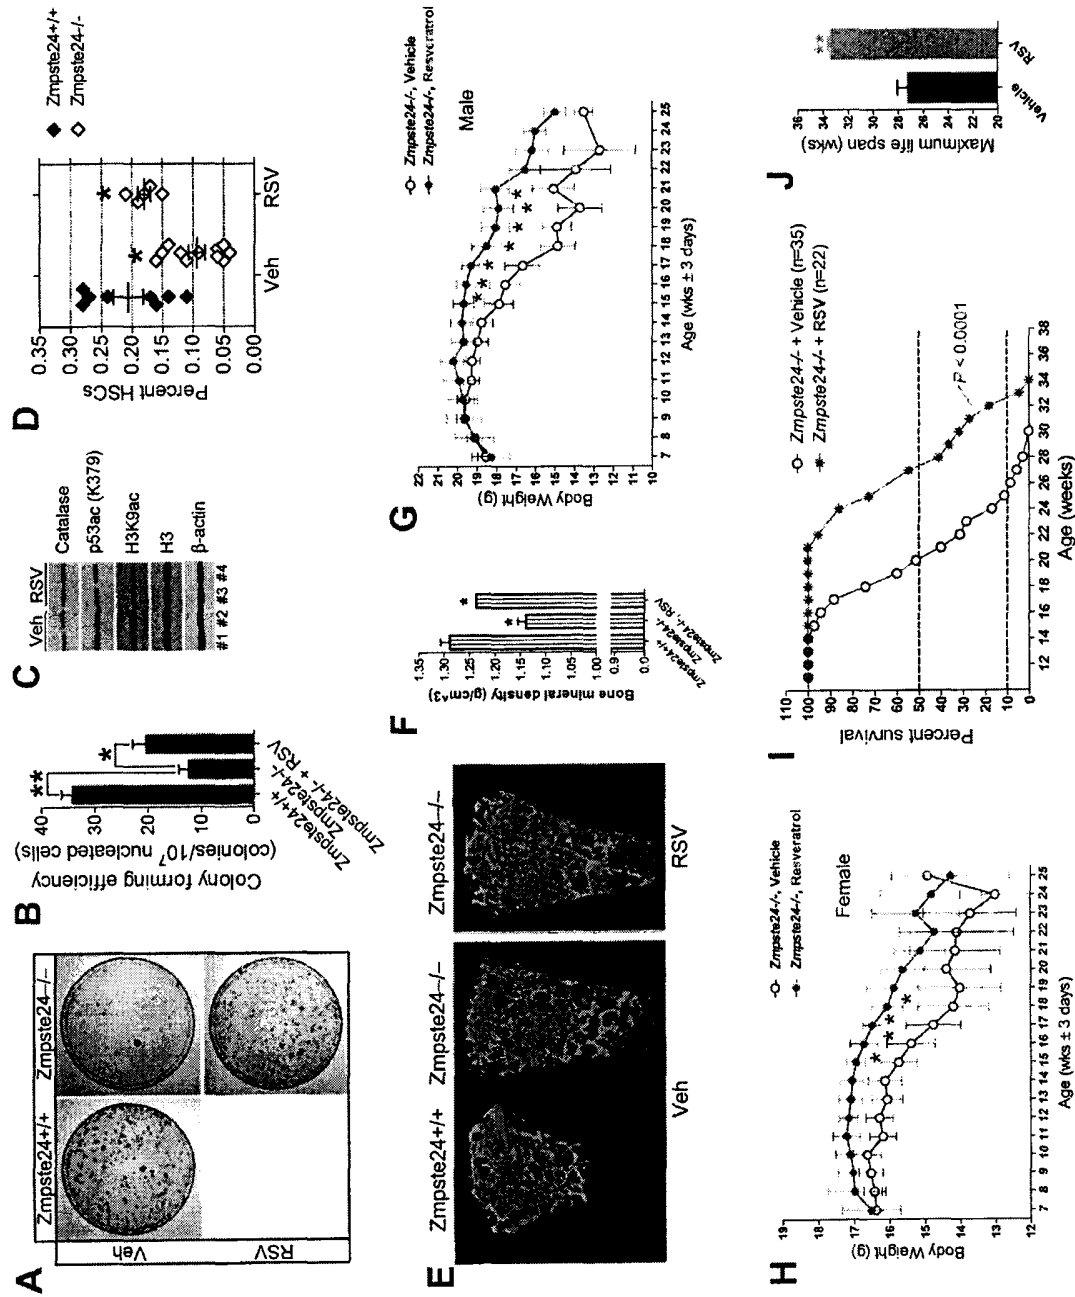 A
Zmpste24+/+
Zmpste24–/–
Veh
RSV
B
Colony forming efficiency
(colonies/10⁷ nucleated cells)
40
30
20
10
0
**
*
Zmpste24+/+
Zmpste24-/-
Zmpste24-/- + RSV
C
Veh RSV
Catalase
p53ac (K379)
H3K9ac
H3
β-actin
#1 #2 #3 #4
D
Percent HSCs
0.35
0.30
0.25
0.20
0.15
0.10
0.05
0.00
*
*
Veh
RSV
Zmpste24+/+
Zmpste24–/–
E
Zmpste24+/+
Zmpste24–/–
Zmpste24–/–
Veh
RSV
F
Bone mineral density (g/cm^3)
1.35
1.30
1.25
1.20
1.15
1.10
1.05
1.00
0.9
0.0
*
*
Zmpste24+/+
Zmpste24-/-
Zmpste24-/-, RSV
G
Body Weight (g)
22
21
20
19
18
17
16
15
14
13
12
11
10
Zmpste24-/-, Vehicle
Zmpste24-/-, Resveratrol
Male
* * * * * * *
7 8 9 10 11 12 13 14 15 16 17 18 19 20 21 22 23 24 25
Age (wks ± 3 days)
H
Body Weight (g)
19
18
17
16
15
14
13
12
Zmpste24-/-, Vehicle
Zmpste24-/-, Resveratrol
Female
* * * *
7 8 9 10 11 12 13 14 15 16 17 18 19 20 21 22 23 24 25
Age (wks ± 3 days)
I
Percent survival
110
100
90
80
70
60
50
40
30
20
10
0
Zmpste24-/- + Vehicle (n=35)
Zmpste24-/- + RSV (n=22)
P < 0.0001
12 14 16 18 20 22 24 26 28 30 32 34 36 38
Age (weeks)
J
Maximum life span (wks)
36
34
32
30
28
26
24
22
20
**
Vehicle
RSV